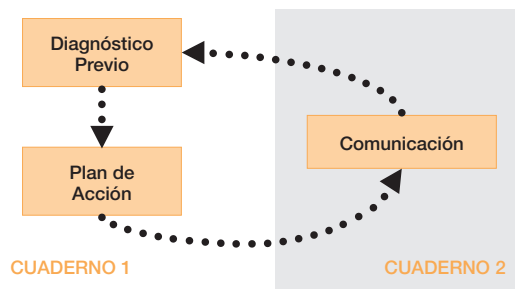 Diagnóstico
Previo
Comunicación
Plan de
Acción
CUADERNO 1
CUADERNO 2